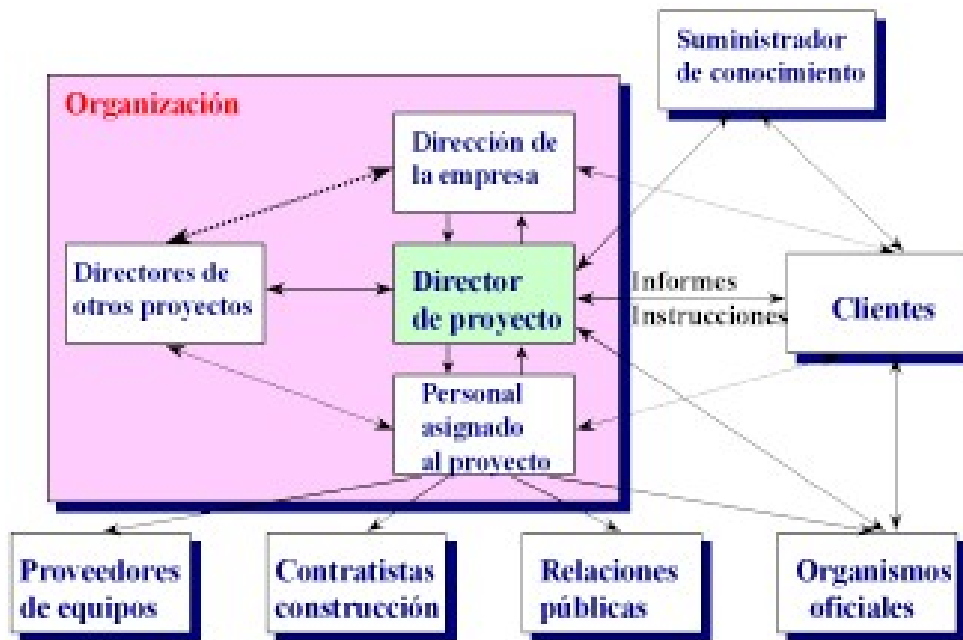 Suministrador
de conocimiento
Organización
Dirección de
la empresa
Directores de
otros proyectos
Director
de proyecto
Informes
Instrucciones
Clientes
Personal
asignado
al proyecto
Proveedores
de equipos
Contratistas
construcción
Relaciones
públicas
Organismos
oficiales